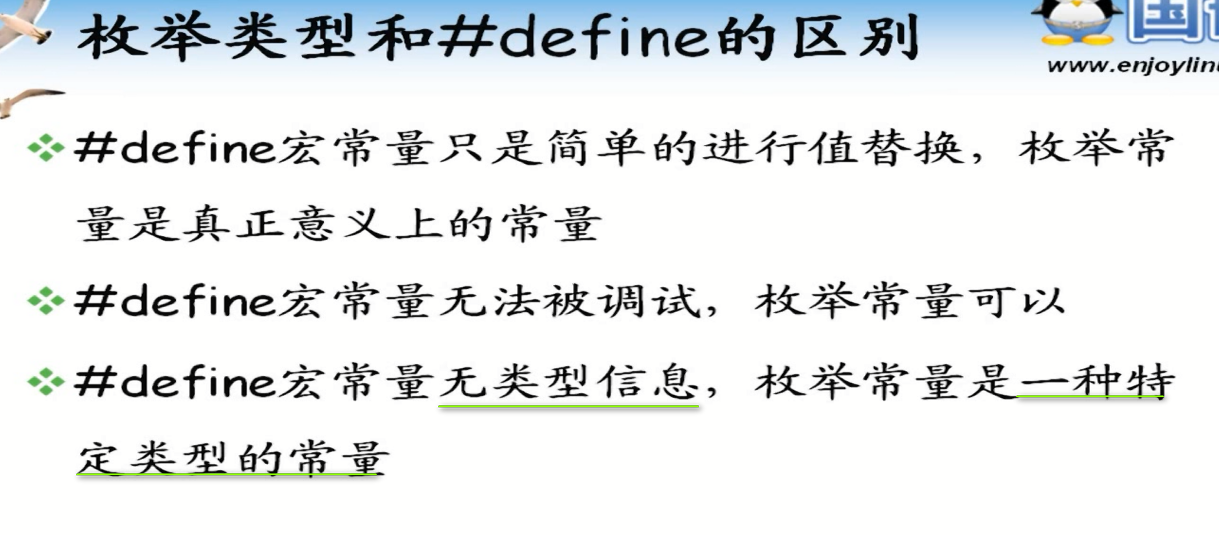 枚举类型和#define的区别
www.enjoylin
#define宏常量只是简单的进行值替换，枚举常
量是真正意义上的常量
#define宏常量无法被调试，枚举常量可以
#define宏常量无类型信息，枚举常量是一种特
定类型的常量